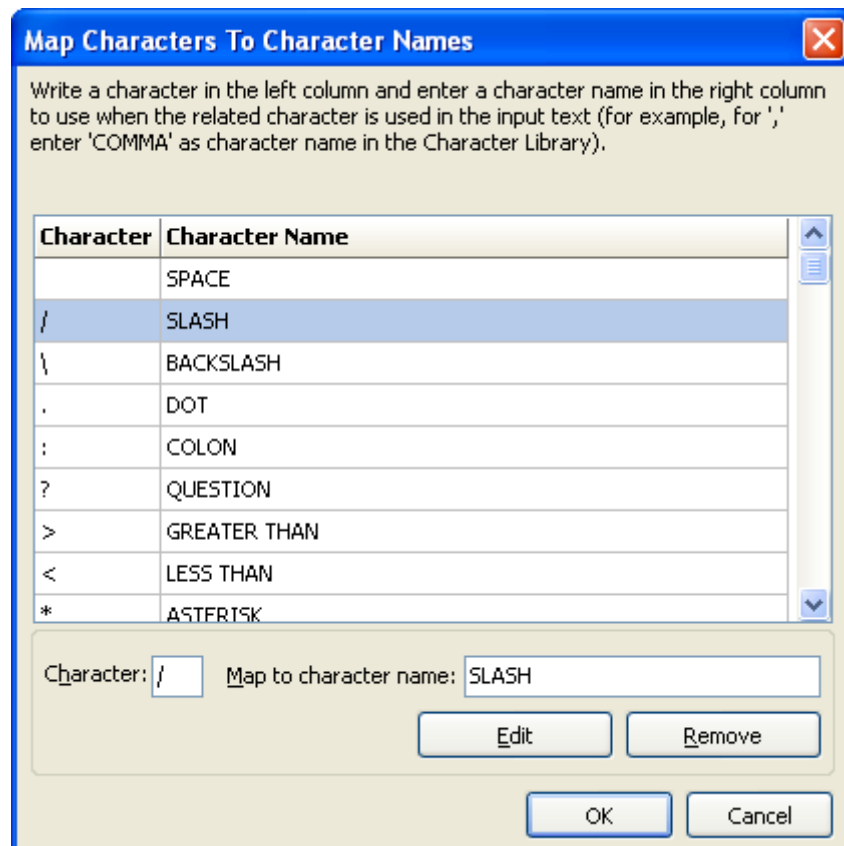 Map Characters To Character Names
Write a character in the left column and enter a character name in the right column
to use when the related character is used in the input text (for example, for ','
enter 'COMMA' as character name in the Character Library).
Character Character Name
SPACE
/ SLASH
\ BACKSLASH
. DOT
: COLON
? QUESTION
> GREATER THAN
< LESS THAN
* ASTERISK
Character: / Map to character name: SLASH
Edit Remove
OK Cancel